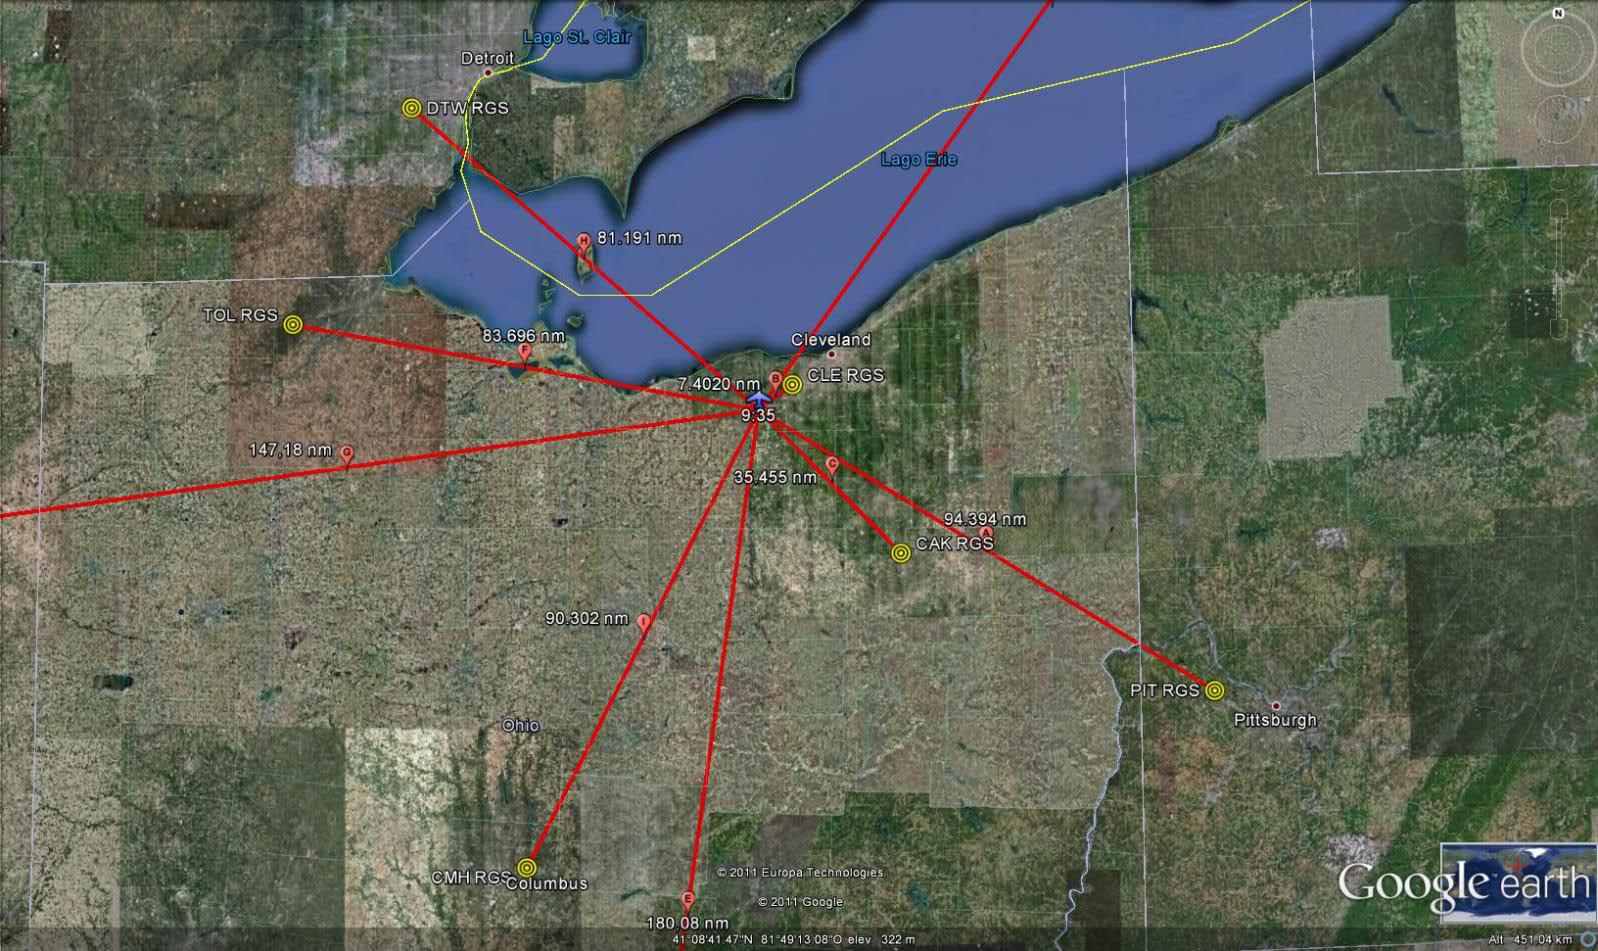 N
Lago St. Clair
Detroit
DTW RGS
Lago Erie
H
81.191 nm
TOL RGS
83.696 nm
F
Cleveland
7.4020 nm
B
CLE RGS
9:35
147,18 nm
G
C
35.455 nm
94.394 nm
A
CAK RGS
90.302 nm
I
PIT RGS
Pittsburgh
Ohio
CMH RGS
Columbus
© 2011 Europa Technologies
© 2011 Google
E
180.08 nm
Google earth
41°08'41.47"N 81°49'13.08"O elev 322 m
Alt 451.04 km